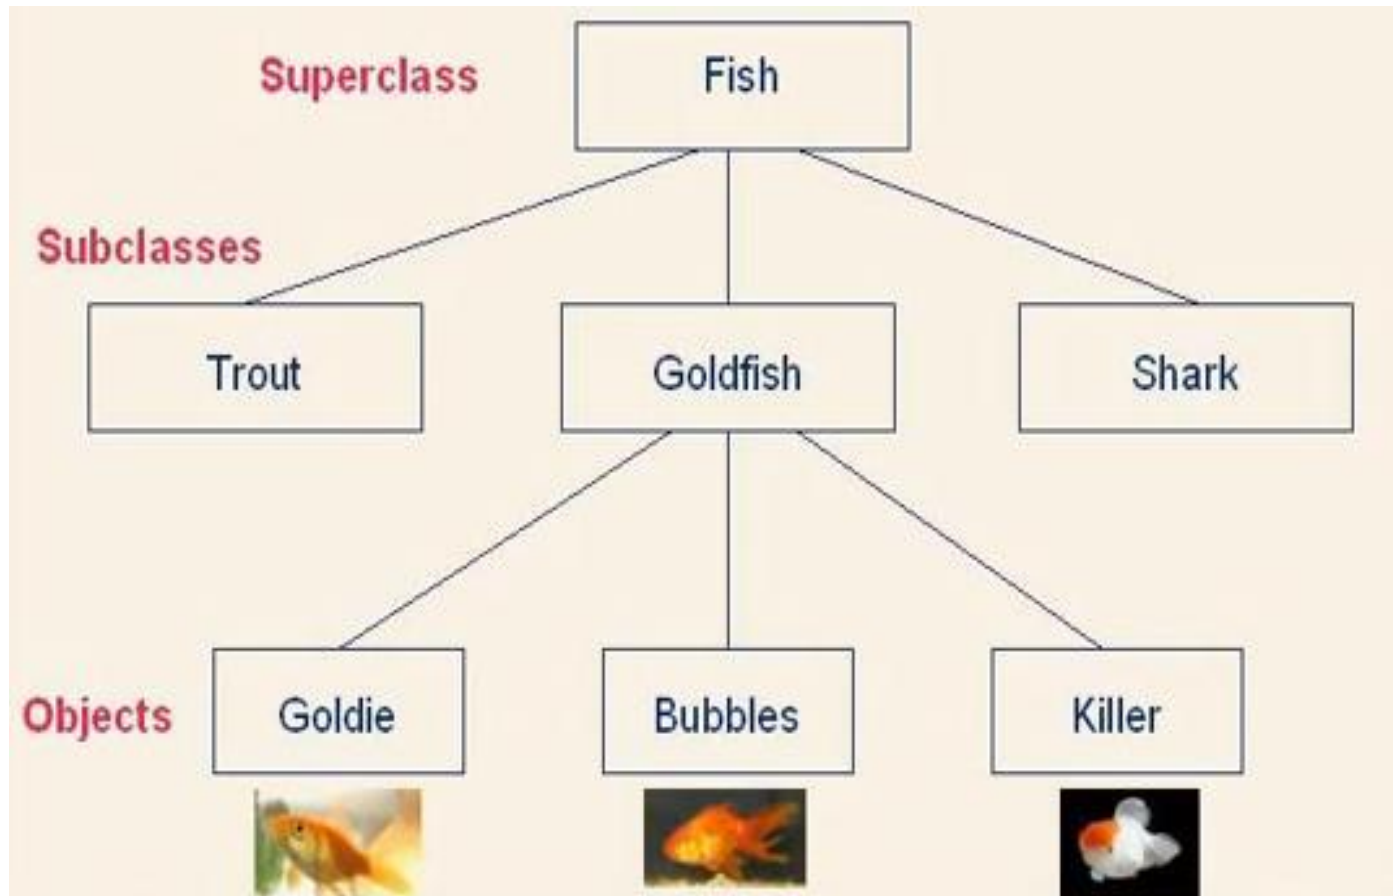 Superclass
Fish
Subclasses
Trout
Goldfish
Shark
Objects
Goldie
Bubbles
Killer